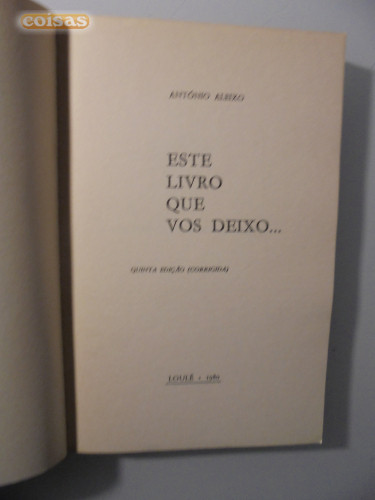 coisas
ANTÓNIO ALEIXO
ESTE
LIVRO
QUE
VOS DEIXO...
QUINTA EDIÇÃO (CORRIGIDA)
LOULÉ -